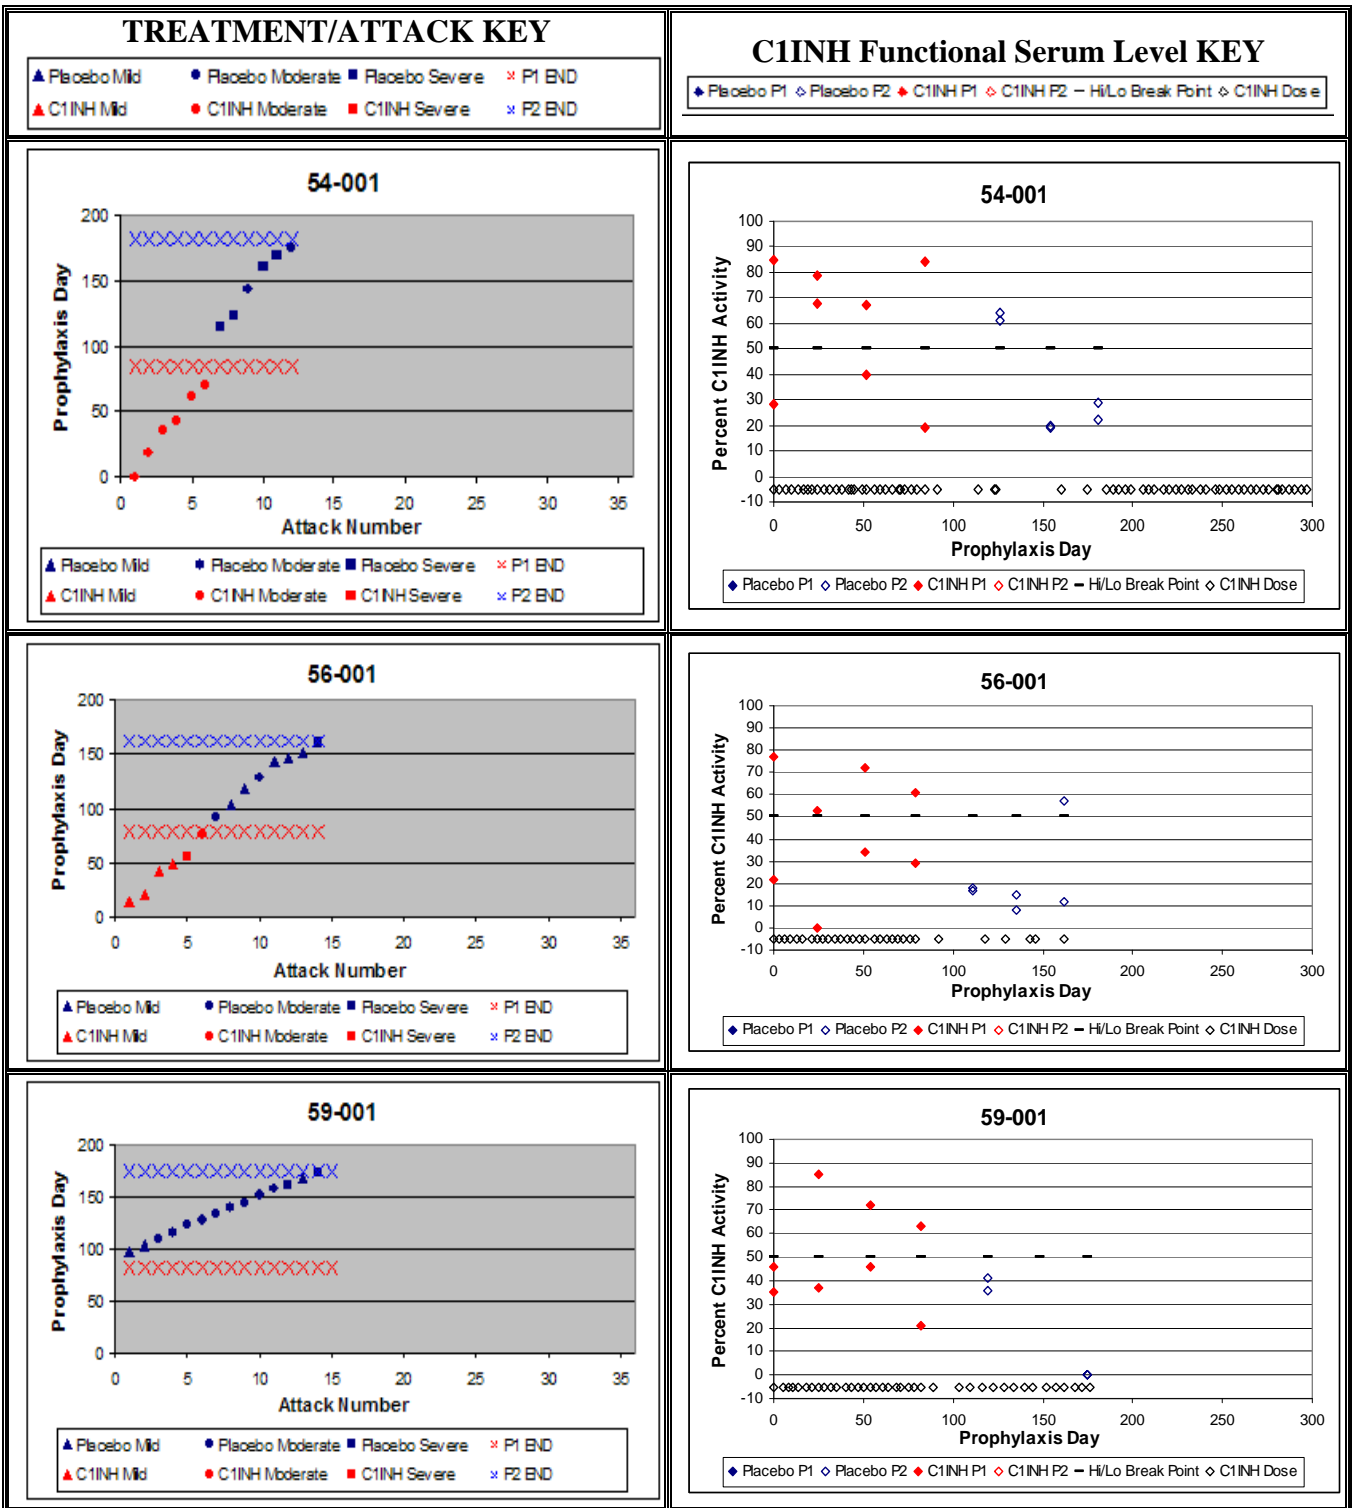 TREATMENT/ATTACK KEY
Placebo Mild Placebo Moderate Placebo Severe P1 END
C1INH Mild C1INH Moderate C1INH Severe P2 END
C1INH Functional Serum Level KEY
Placebo P1 Placebo P2 C1INH P1 C1INH P2 Hi/Lo Break Point C1INH Dose
54-001
200
150
100
50
0
0 5 10 15 20 25 30 35
Prophylaxis Day
Attack Number
Placebo Mild Placebo Moderate Placebo Severe P1 END
C1INH Mild C1INH Moderate C1INH Severe P2 END
54-001
100
90
80
70
60
50
40
30
20
10
0
-10
0 50 100 150 200 250 300
Percent C1INH Activity
Prophylaxis Day
Placebo P1 Placebo P2 C1INH P1 C1INH P2 Hi/Lo Break Point C1INH Dose
56-001
200
150
100
50
0
0 5 10 15 20 25 30 35
Prophylaxis Day
Attack Number
Placebo Mild Placebo Moderate Placebo Severe P1 END
C1INH Mild C1INH Moderate C1INH Severe P2 END
56-001
100
90
80
70
60
50
40
30
20
10
0
-10
0 50 100 150 200 250 300
Percent C1INH Activity
Prophylaxis Day
Placebo P1 Placebo P2 C1INH P1 C1INH P2 Hi/Lo Break Point C1INH Dose
59-001
200
150
100
50
0
0 5 10 15 20 25 30 35
Prophylaxis Day
Attack Number
Placebo Mild Placebo Moderate Placebo Severe P1 END
C1INH Mild C1INH Moderate C1INH Severe P2 END
59-001
100
90
80
70
60
50
40
30
20
10
0
-10
0 50 100 150 200 250 300
Percent C1INH Activity
Prophylaxis Day
Placebo P1 Placebo P2 C1INH P1 C1INH P2 Hi/Lo Break Point C1INH Dose